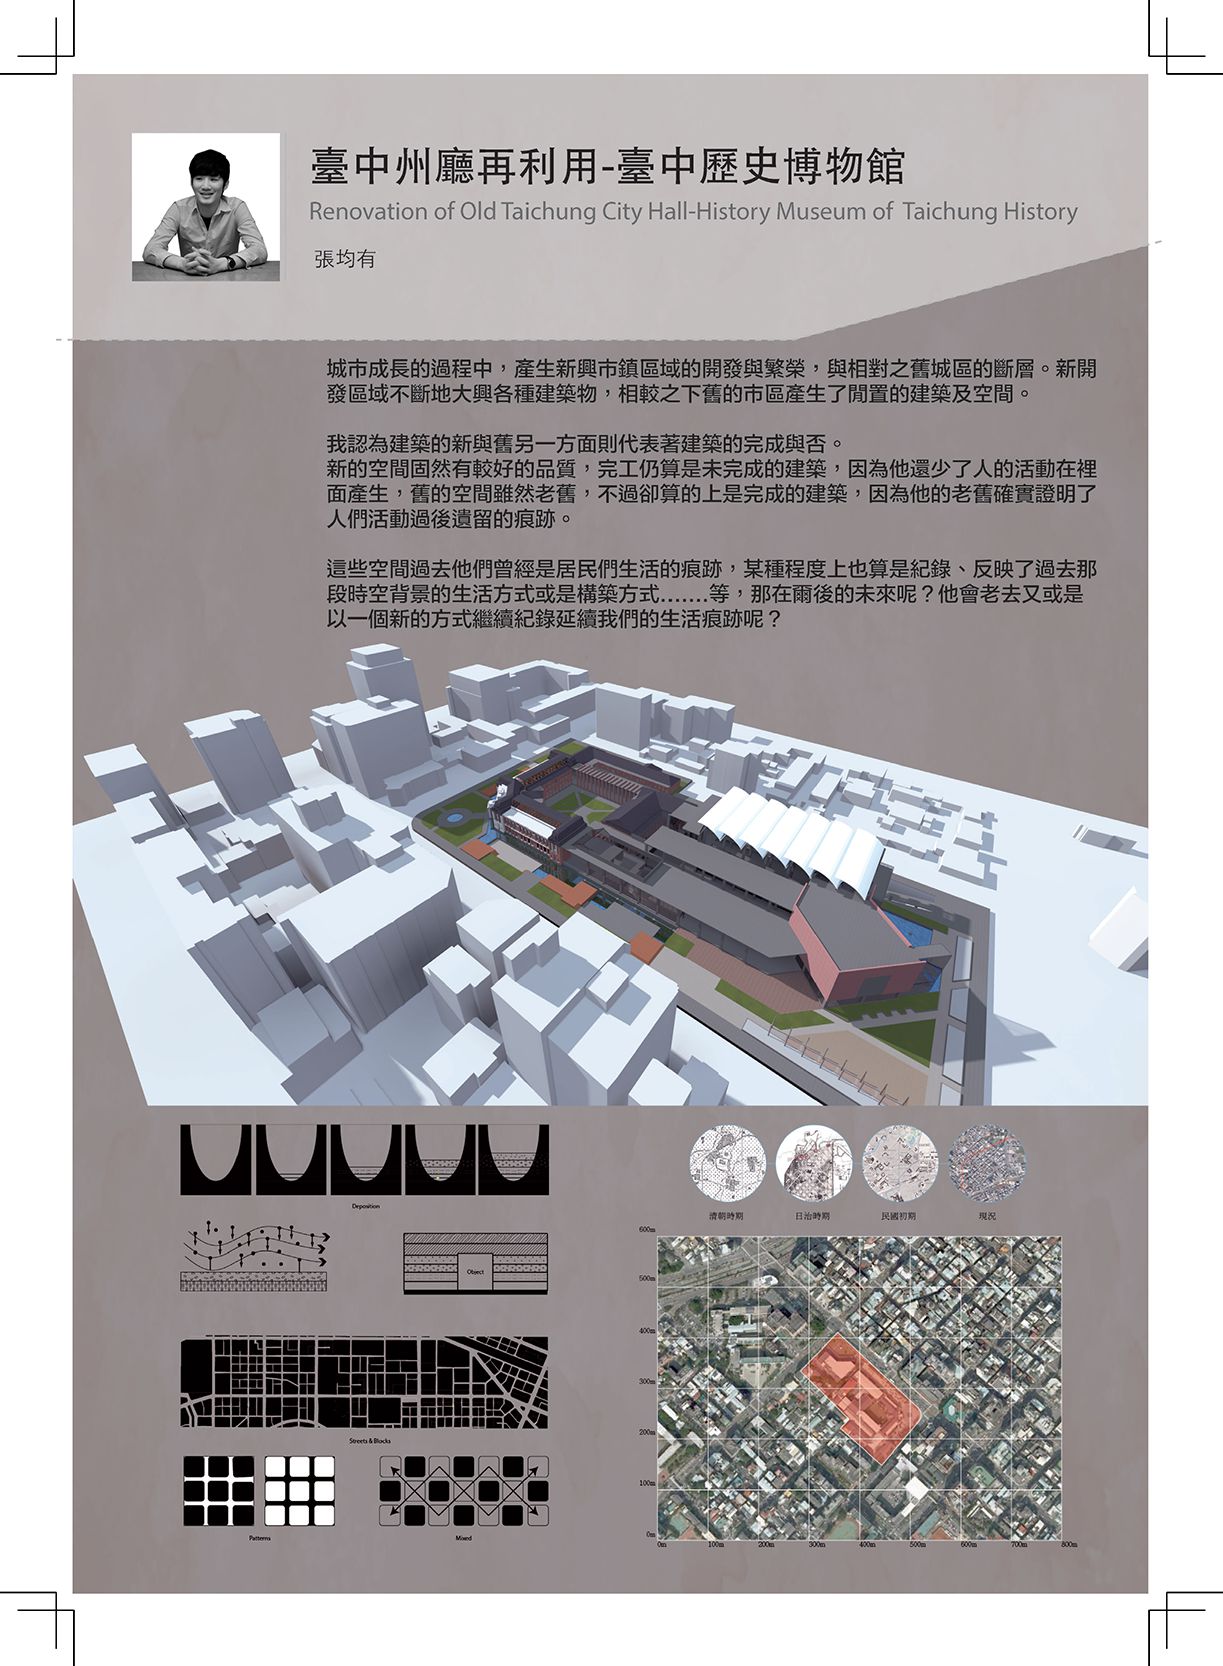 臺中州廳再利用-臺中歷史博物館
Renovation of Old Taichung City Hall-History Museum of Taichung History
張均有
城市成長的過程中，產生新興市鎮區域的開發與繁榮，與相對之舊城區的斷層。新開
發區域不斷地大興各種建築物，相較之下舊的市區產生了閒置的建築及空間。
我認為建築的新與舊另一方面則代表著建築的完成與否。
新的空間固然有較好的品質，完工仍算是未完成的建築，因為他還少了人的活動在裡
面產生，舊的空間雖然老舊，不過卻算的上是完成的建築，因為他的老舊確實證明了
人們活動過後遺留的痕跡。
這些空間過去他們曾經是居民們生活的痕跡，某種程度上也算是紀錄、反映了過去那
段時空背景的生活方式或是構築方式.......等，那在爾後的未來呢？他會老去又或是
以一個新的方式繼續紀錄延續我們的生活痕跡呢？
Deposition
Object
Streets & Blocks
Patterns
Mixed
清朝時期
日治時期
民國初期
現況
600m
500m
400m
300m
200m
100m
0m
0m 100m 200m 300m 400m 500m 600m 700m 800m